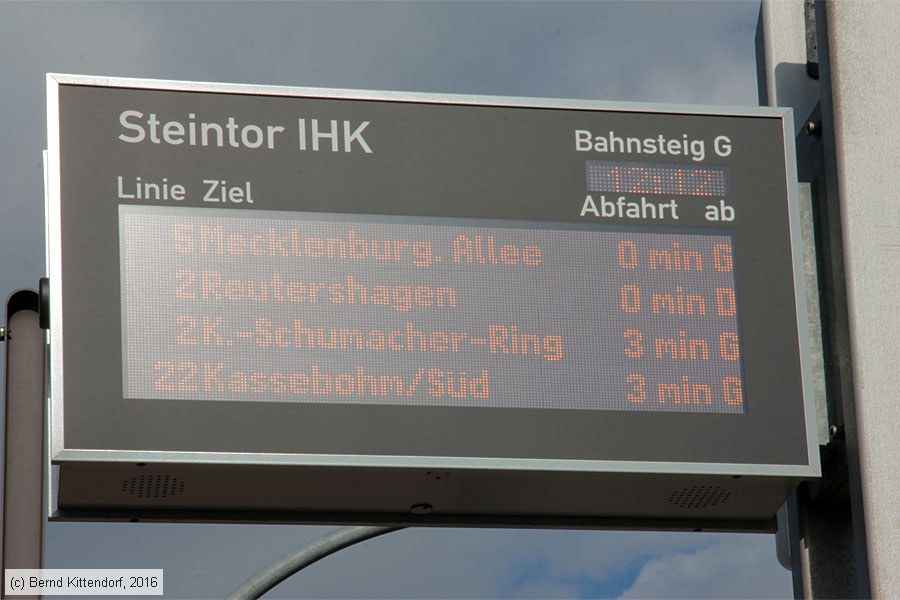 Steintor IHK
Bahnsteig G
12:12
Linie Ziel
Abfahrt ab
5 Mecklenburg. Allee 0 min G
2 Reutershagen 0 min D
2 K.-Schumacher-Ring 3 min G
22 Kassebohm/Süd 3 min G
(c) Bernd Kittendorf, 2016